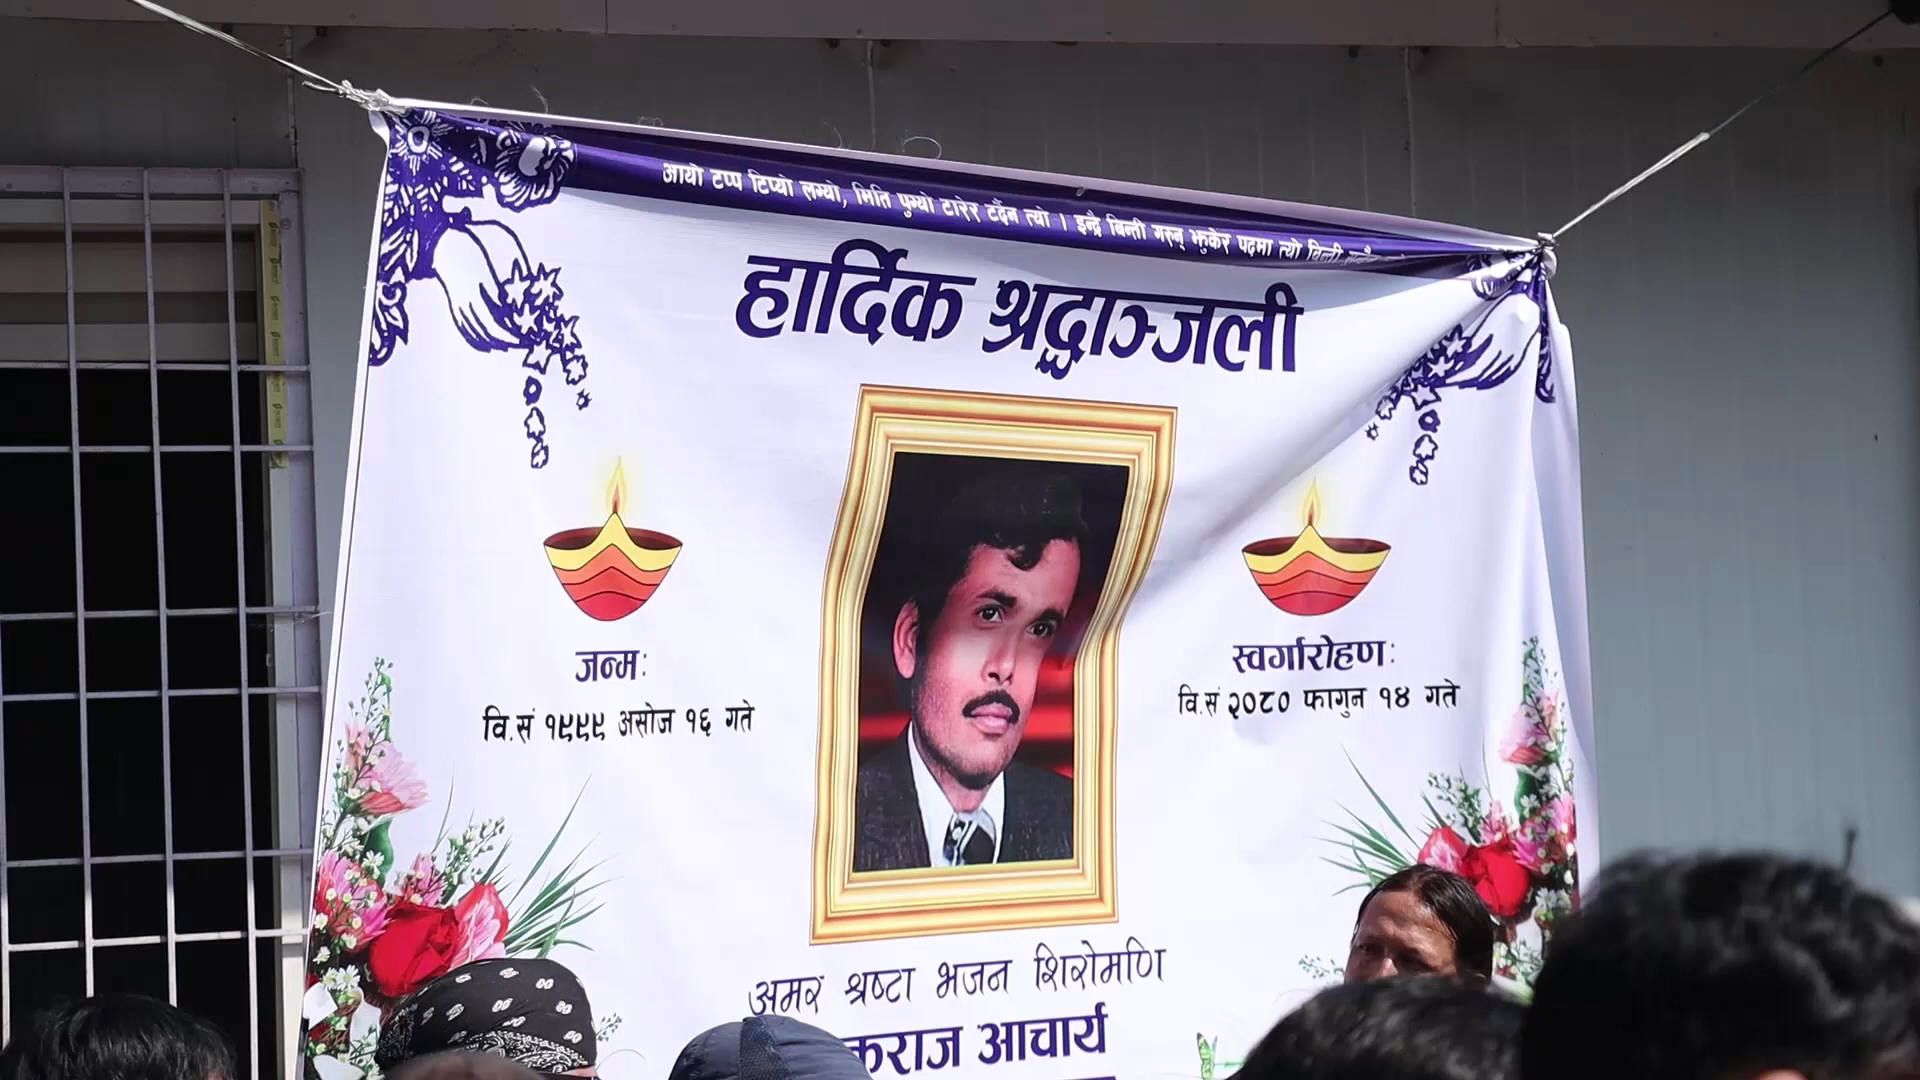 आयो टप्प टिप्यो लग्यो, मिति पुग्यो टारेर टर्दैन त्यो । इन्द्रै बिन्ती गरुन् झुकेर पदमा त्यो बिन्ती
हार्दिक श्रद्धाञ्जली
जन्म:
वि.सं १९९९ असोज १६ गते
स्वर्गारोहण:
वि.सं २०८० फागुन १४ गते
अमर श्रष्टा भजन शिरोमणि
आचार्य